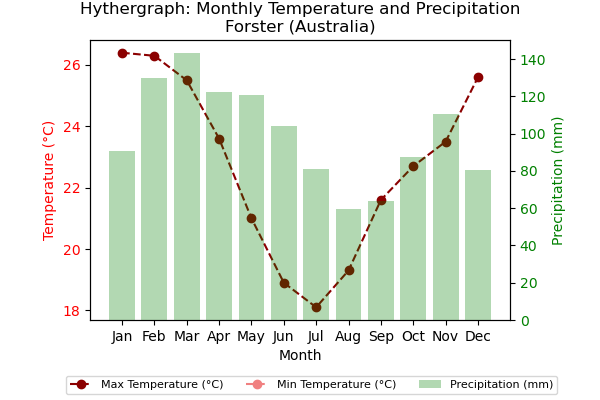 Hythergraph: Monthly Temperature and Precipitation
Forster (Australia)
Temperature (°C)
26
24
22
20
18
140
120
100
80
60
40
20
0
Precipitation (mm)
Jan Feb Mar Apr May Jun Jul Aug Sep Oct Nov Dec
Month
Max Temperature (°C) Min Temperature (°C) Precipitation (mm)